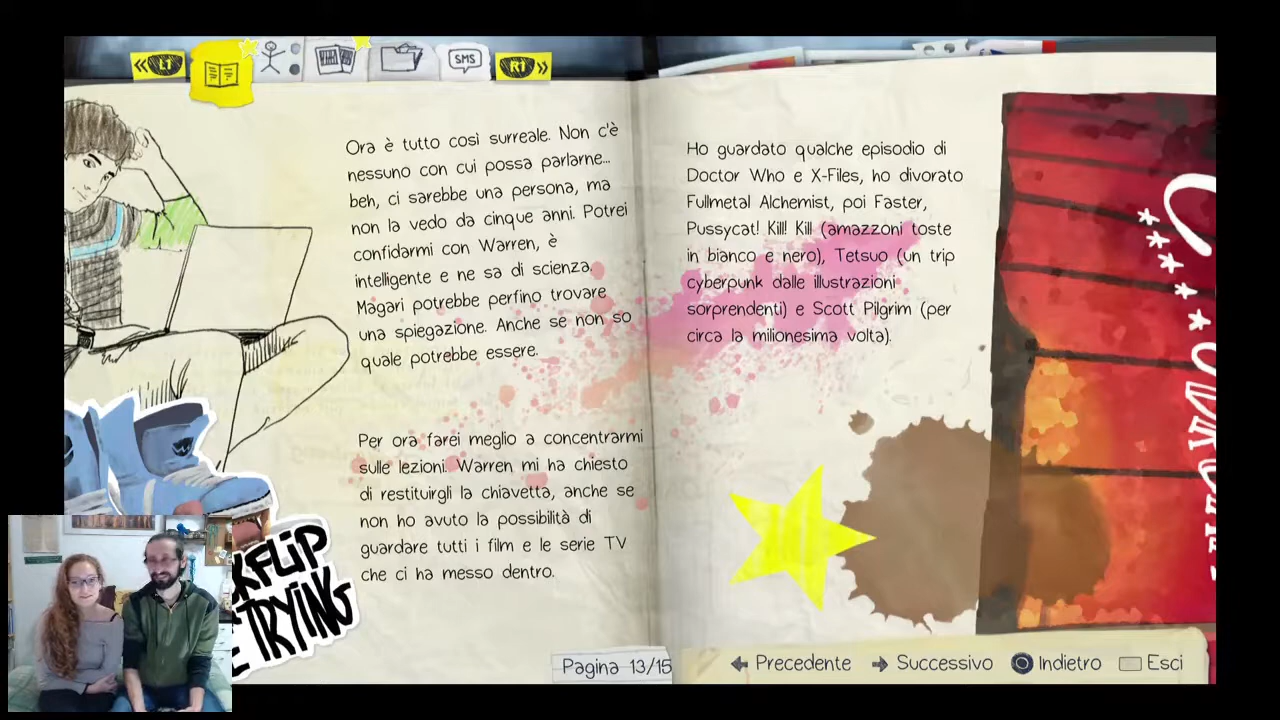 LT
SMS
R1
Ora è tutto così surreale. Non c'è
nessuno con cui possa parlarne...
beh, ci sarebbe una persona, ma
non la vedo da cinque anni. Potrei
confidarmi con Warren, è
intelligente e ne sa di scienza.
Magari potrebbe perfino trovare
una spiegazione. Anche se non so
quale potrebbe essere.
Per ora farei meglio a concentrarmi
sulle lezioni. Warren mi ha chiesto
di restituirgli la chiavetta, anche se
non ho avuto la possibilità di
guardare tutti i film e le serie TV
che ci ha messo dentro.
Ho guardato qualche episodio di
Doctor Who e X-Files, ho divorato
Fullmetal Alchemist, poi Faster,
Pussycat! Kill! Kill (amazzoni toste
in bianco e nero), Tetsuo (un trip
cyberpunk dalle illustrazioni
sorprendenti) e Scott Pilgrim (per
circa la milionesima volta).
KFLIP
TRYING
Pagina 13/15
Precedente
Successivo
Indietro
Esci